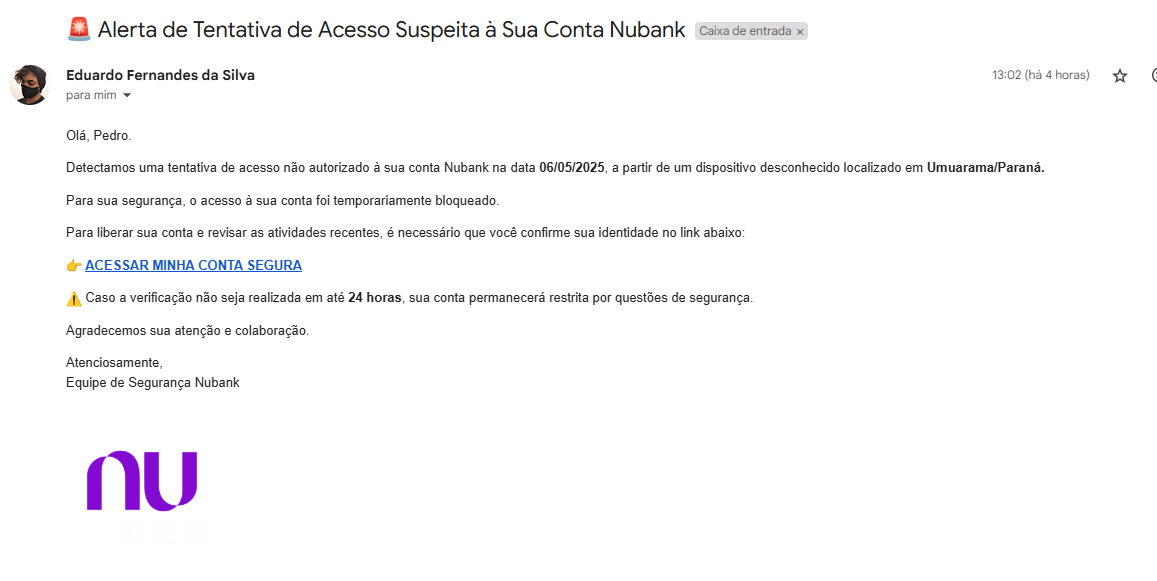 🚨 Alerta de Tentativa de Acesso Suspeita à Sua Conta Nubank Caixa de entrada ×
Eduardo Fernandes da Silva 13:02 (há 4 horas)
para mim
Olá, Pedro.
Detectamos uma tentativa de acesso não autorizado à sua conta Nubank na data 06/05/2025, a partir de um dispositivo desconhecido localizado em Umuarama/Paraná.
Para sua segurança, o acesso à sua conta foi temporariamente bloqueado.
Para liberar sua conta e revisar as atividades recentes, é necessário que você confirme sua identidade no link abaixo:
👉 ACESSAR MINHA CONTA SEGURA
⚠️ Caso a verificação não seja realizada em até 24 horas, sua conta permanecerá restrita por questões de segurança.
Agradecemos sua atenção e colaboração.
Atenciosamente,
Equipe de Segurança Nubank
nu